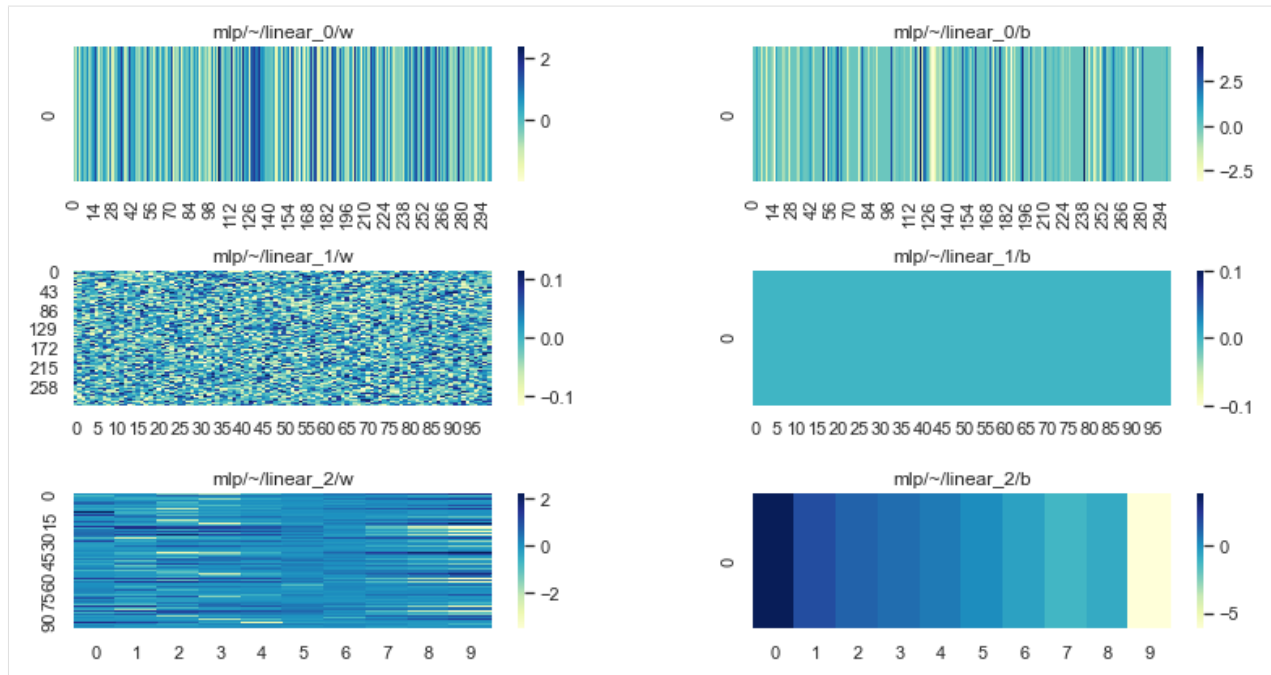 mlp/~/linear_0/w
2
0
0
0 14 28 42 56 70 84 98 112 126 140 154 168 182 196 210 224 238 252 266 280 294
mlp/~/linear_0/b
2.5
0.0
−2.5
0
0 14 28 42 56 70 84 98 112 126 140 154 168 182 196 210 224 238 252 266 280 294
mlp/~/linear_1/w
0
43
86
129
172
215
258
0.1
0.0
−0.1
0 5 10 15 20 25 30 35 40 45 50 55 60 65 70 75 80 85 90 95
mlp/~/linear_1/b
0.1
0.0
−0.1
0
0 5 10 15 20 25 30 35 40 45 50 55 60 65 70 75 80 85 90 95
mlp/~/linear_2/w
0
15
30
45
60
75
90
2
0
−2
0 1 2 3 4 5 6 7 8 9
mlp/~/linear_2/b
0
−5
0
0 1 2 3 4 5 6 7 8 9